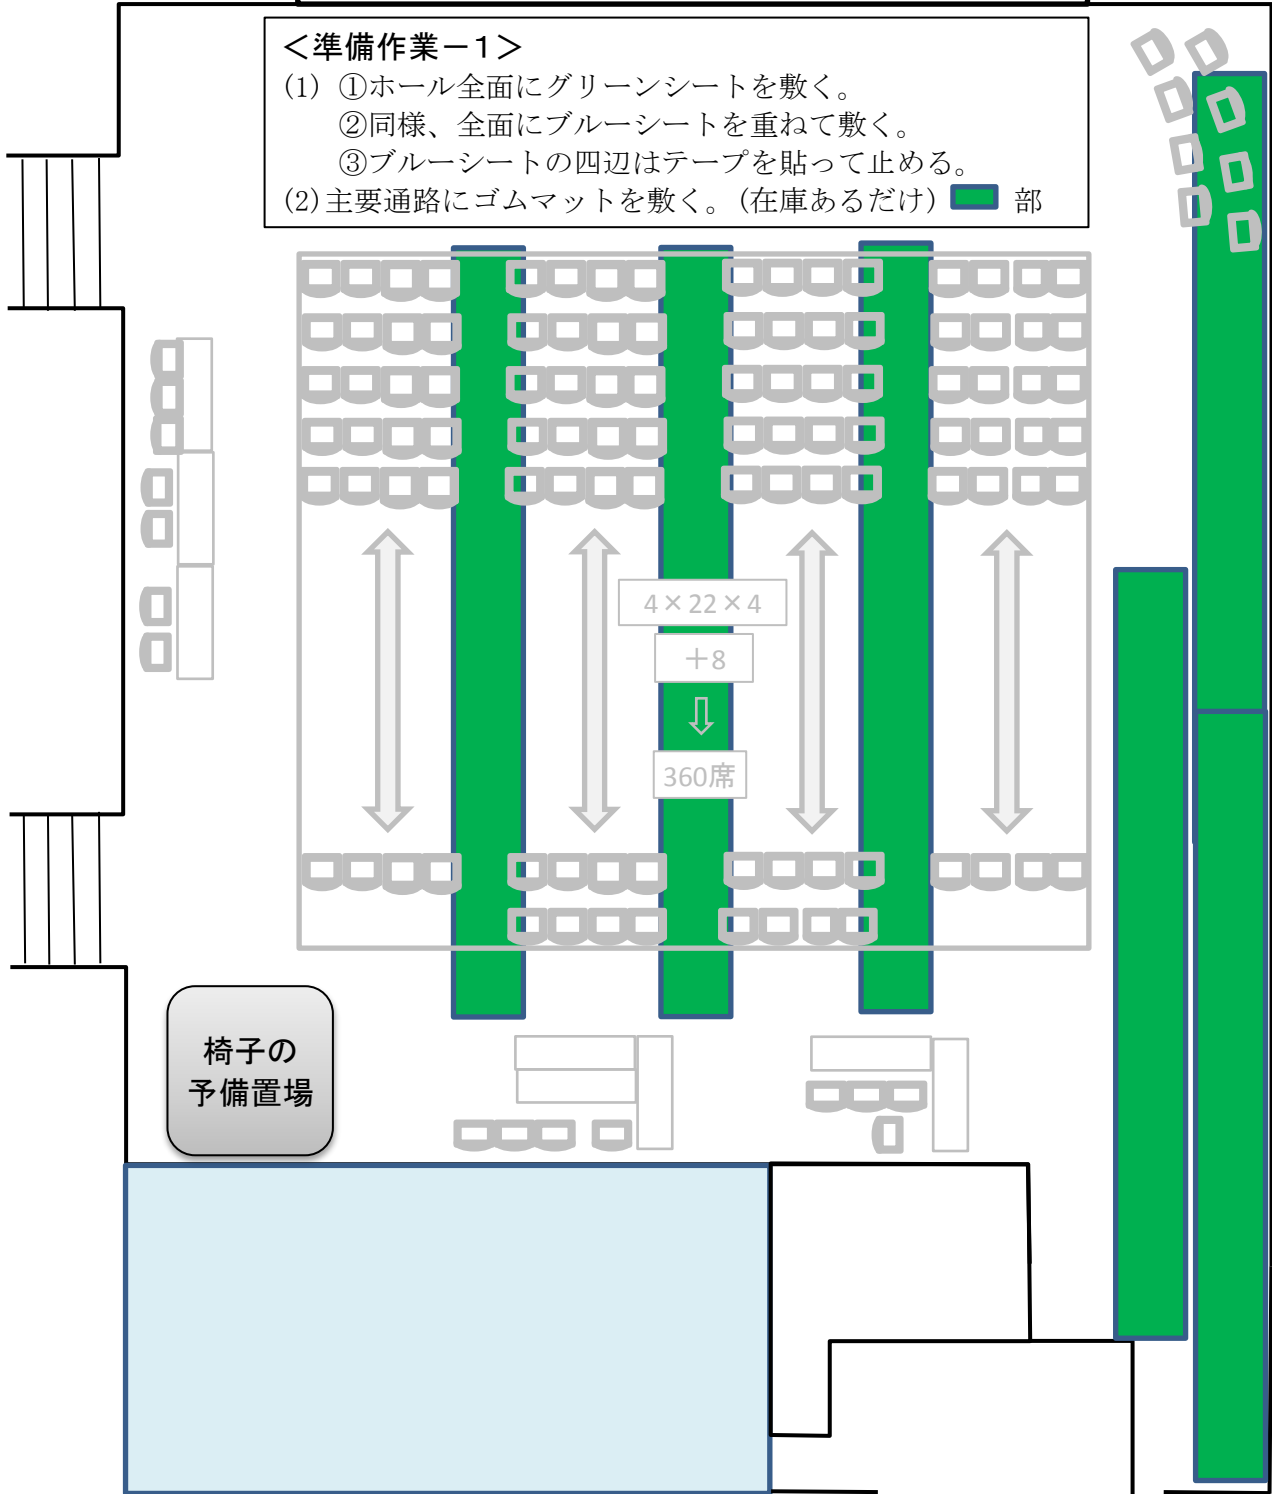 ＜準備作業－1＞
(1) ①ホール全面にグリーンシートを敷く。
②同様、全面にブルーシートを重ねて敷く。
③ブルーシートの四辺はテープを貼って止める。
(2)主要通路にゴムマットを敷く。(在庫あるだけ) 部
4×22×4
＋8
⇩
360席
椅子の
予備置場